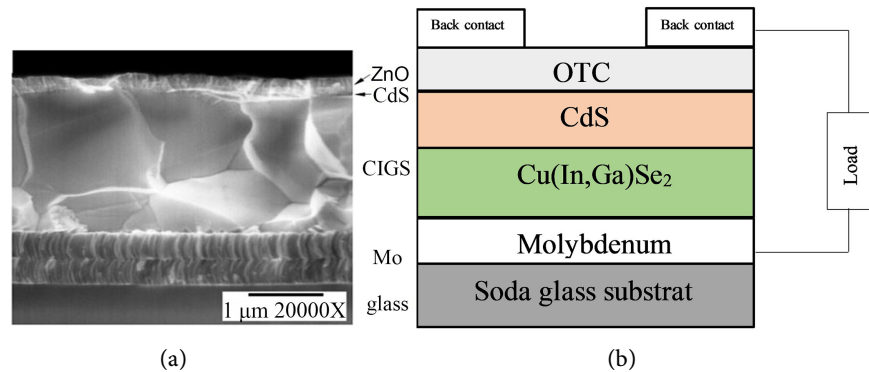 ZnO
CdS
CIGS
Mo
glass
1 μm 20000X
(a)
Back contact
Back contact
OTC
CdS
Cu(In,Ga)Se₂
Molybdenum
Soda glass substrat
Load
(b)